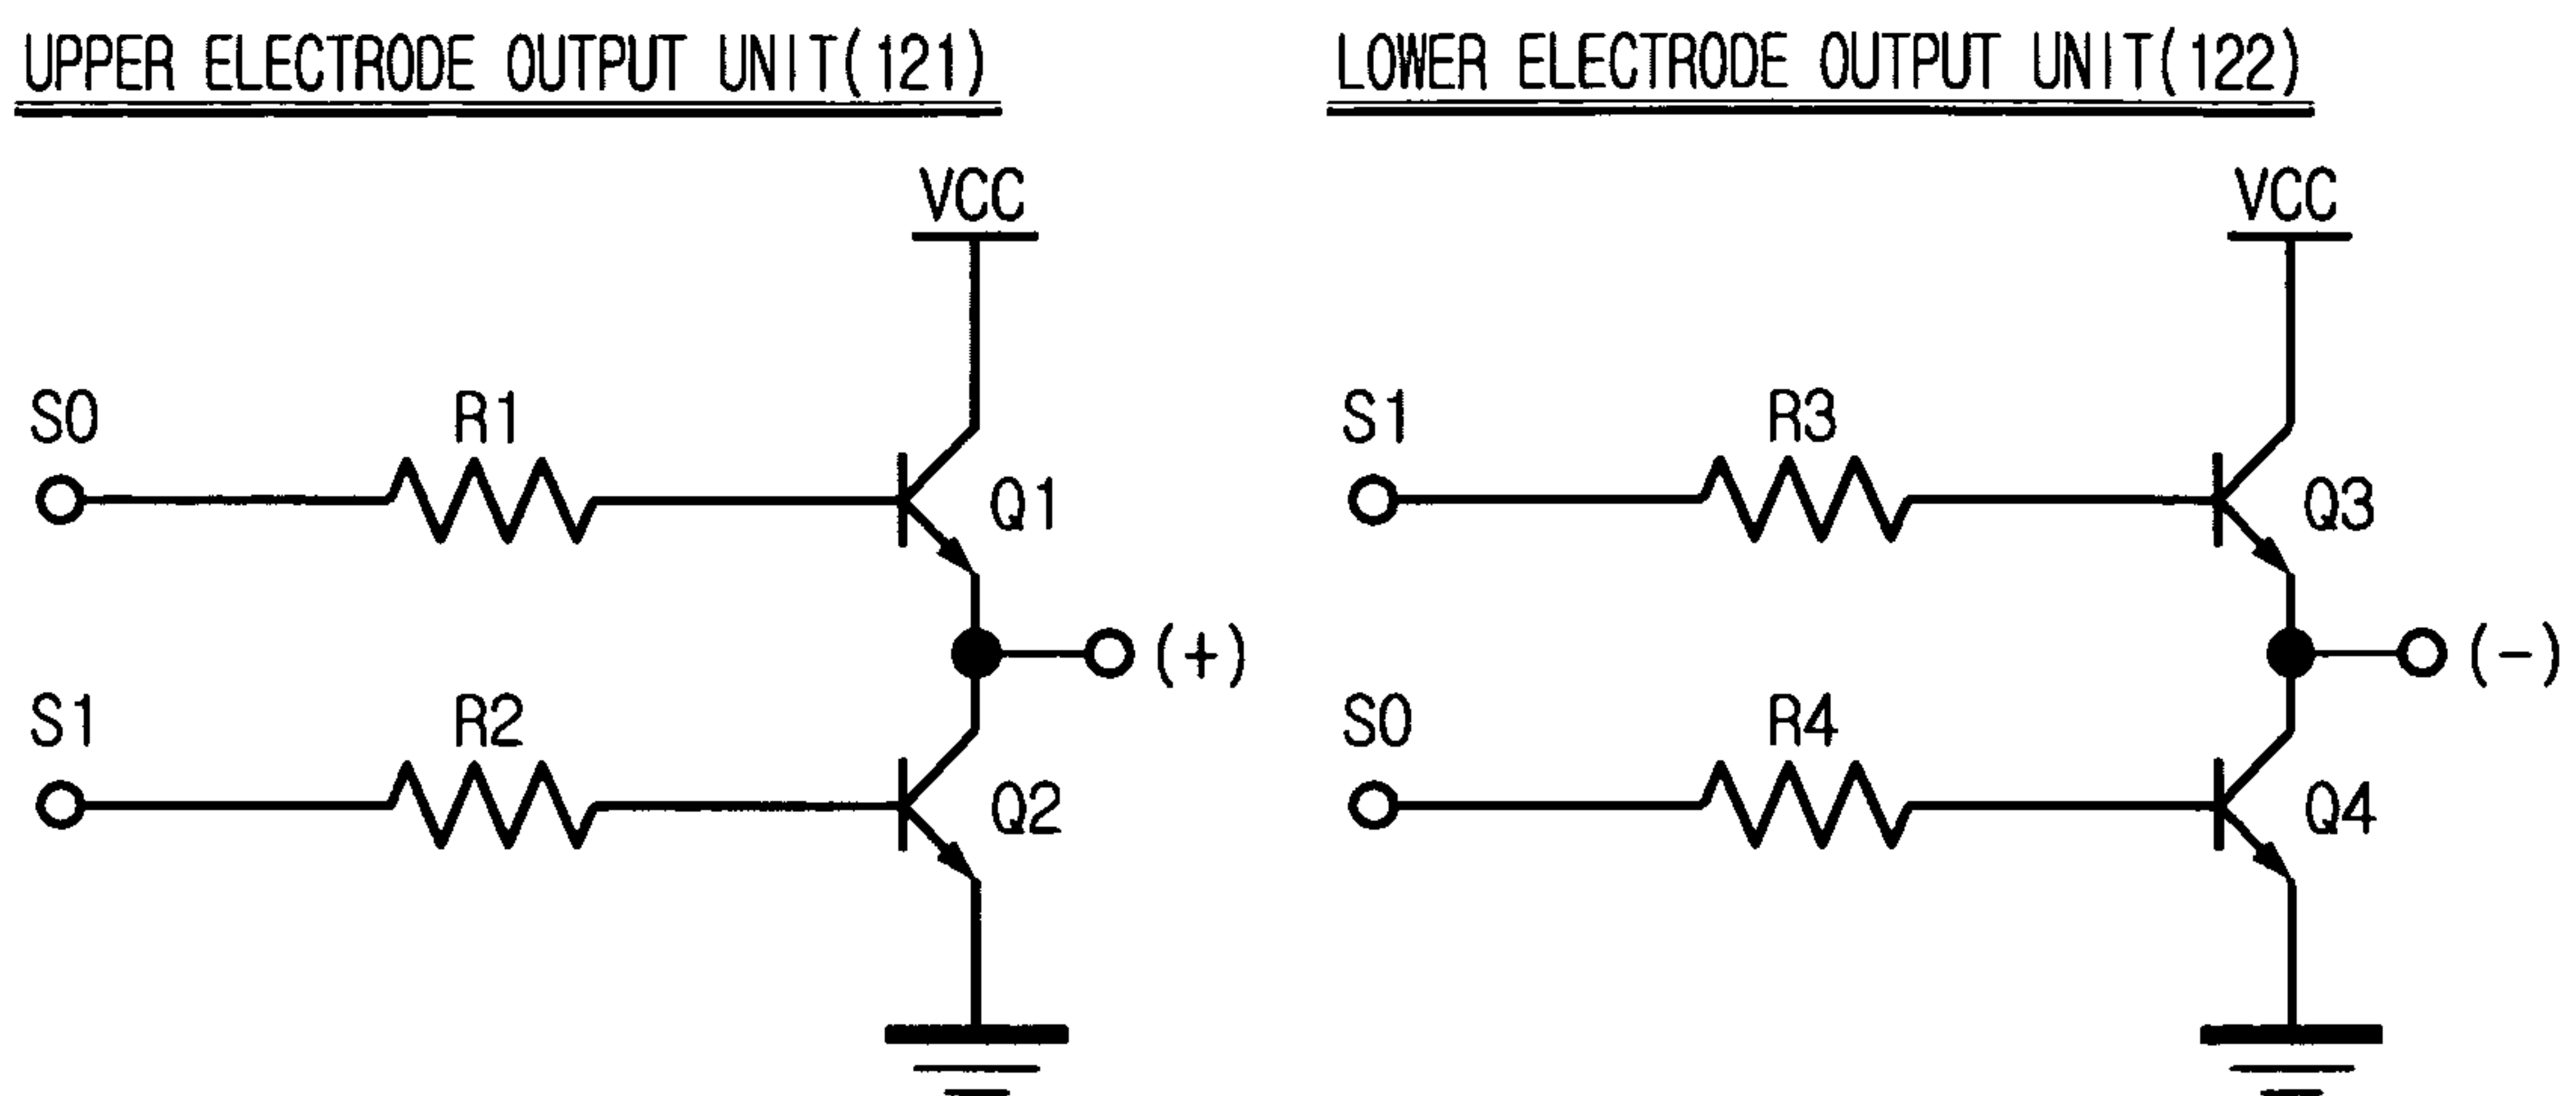 UPPER ELECTRODE OUTPUT UNIT(121)
VCC
S0
R1
Q1
(+)
S1
R2
Q2
LOWER ELECTRODE OUTPUT UNIT(122)
VCC
S1
R3
Q3
(-)
S0
R4
Q4